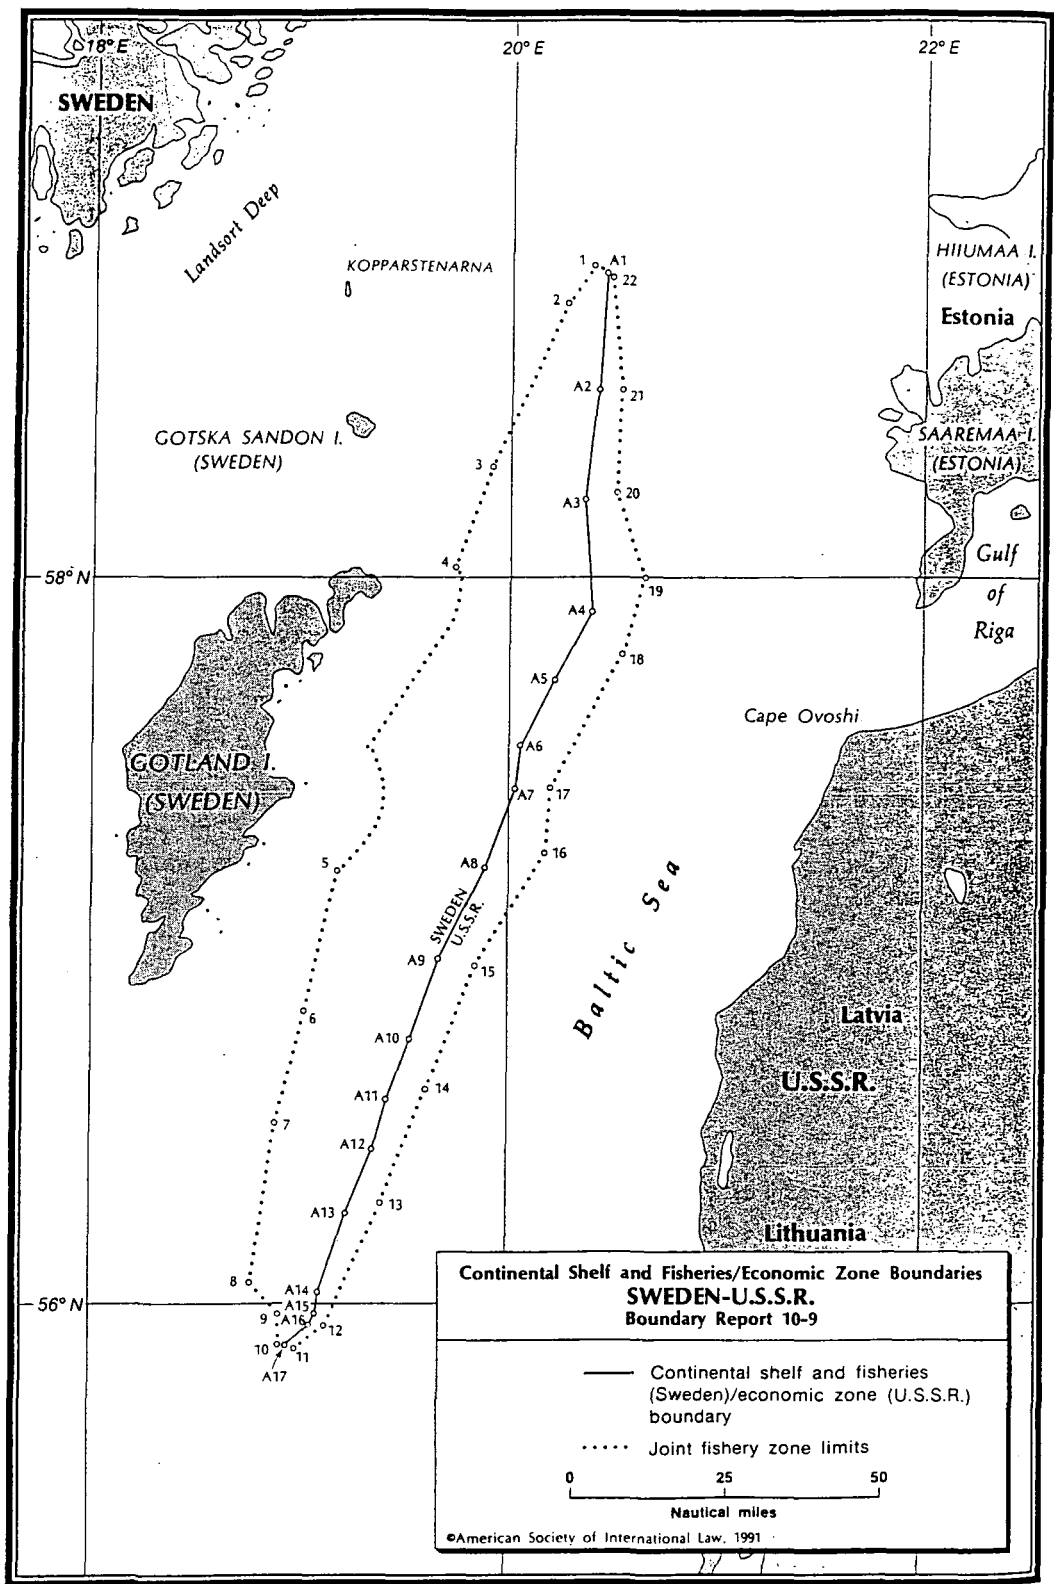 18° E
20° E
22° E
SWEDEN
Landsort Deep
KOPPARSTENARNA
HIIUMAA I.
(ESTONIA)
Estonia
1
A1
22
2
A2
21
GOTSKA SANDON I.
(SWEDEN)
SAAREMAA I.
(ESTONIA)
3
A3
20
4
58° N
19
Gulf
of
Riga
A4
18
A5
Cape Ovoshi
A6
GOTLAND I.
(SWEDEN)
A7
17
16
5
A8
SWEDEN
U.S.S.R.
Baltic Sea
A9
15
6
A10
Latvia
U.S.S.R.
A11
14
7
A12
13
A13
Lithuania
8
A14
56° N
A15
9
A16
12
10
11
A17
Continental Shelf and Fisheries/Economic Zone Boundaries
SWEDEN-U.S.S.R.
Boundary Report 10-9
Continental shelf and fisheries
(Sweden)/economic zone (U.S.S.R.)
boundary
Joint fishery zone limits
0 25 50
Nautical miles
©American Society of International Law, 1991